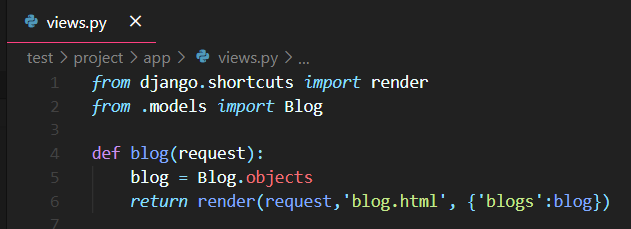 views.py ×
test > project > app > views.py > ...
1 from django.shortcuts import render
2 from .models import Blog
3
4 def blog(request):
5     blog = Blog.objects
6     return render(request,'blog.html', {'blogs':blog})
7